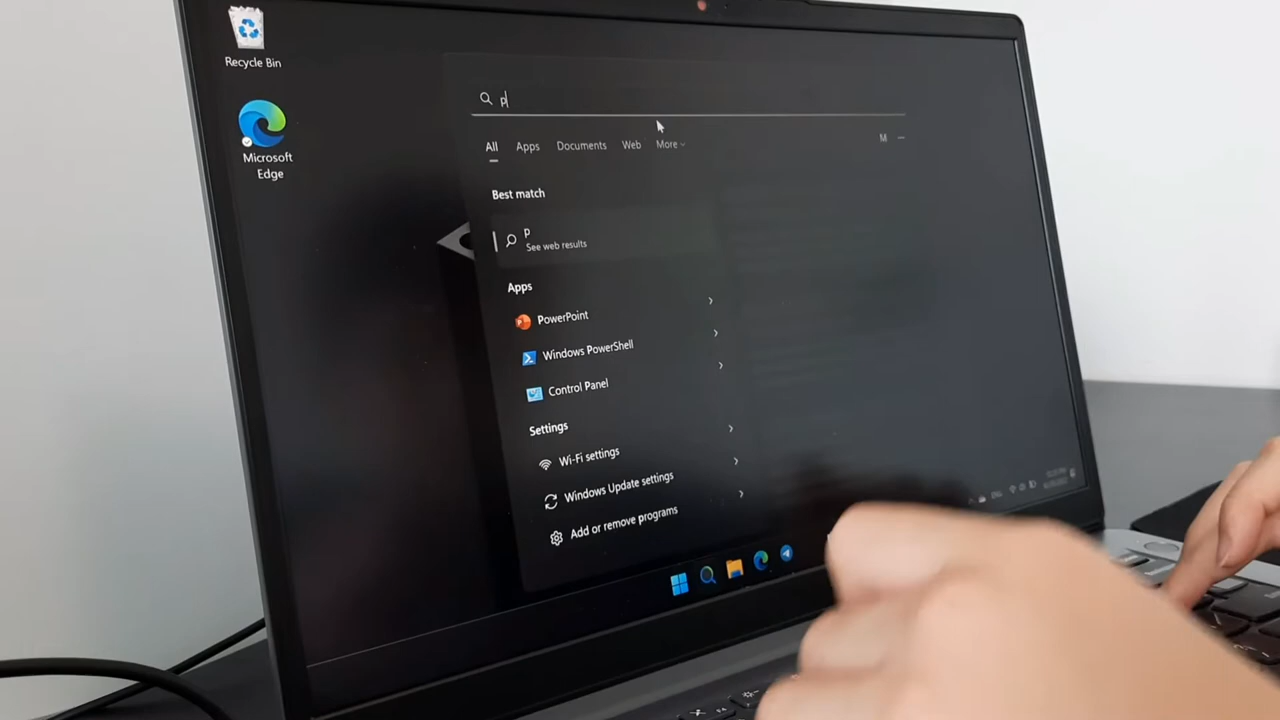 Recycle Bin
Microsoft
Edge
p
All Apps Documents Web More
M
Best match
P
See web results
Apps
PowerPoint
Windows PowerShell
Control Panel
Settings
Wi-Fi settings
Windows Update settings
Add or remove programs